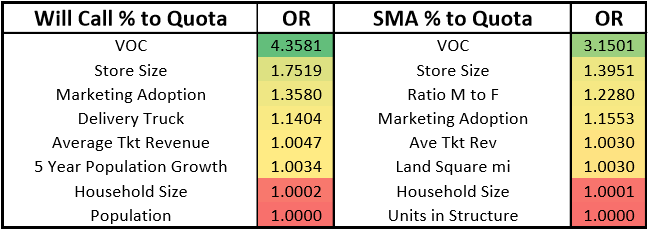 Will Call % to Quota OR SMA % to Quota OR
VOC 4.3581 VOC 3.1501
Store Size 1.7519 Store Size 1.3951
Marketing Adoption 1.3580 Ratio M to F 1.2280
Delivery Truck 1.1404 Marketing Adoption 1.1553
Average Tkt Revenue 1.0047 Ave Tkt Rev 1.0030
5 Year Population Growth 1.0034 Land Square mi 1.0030
Household Size 1.0002 Household Size 1.0001
Population 1.0000 Units in Structure 1.0000